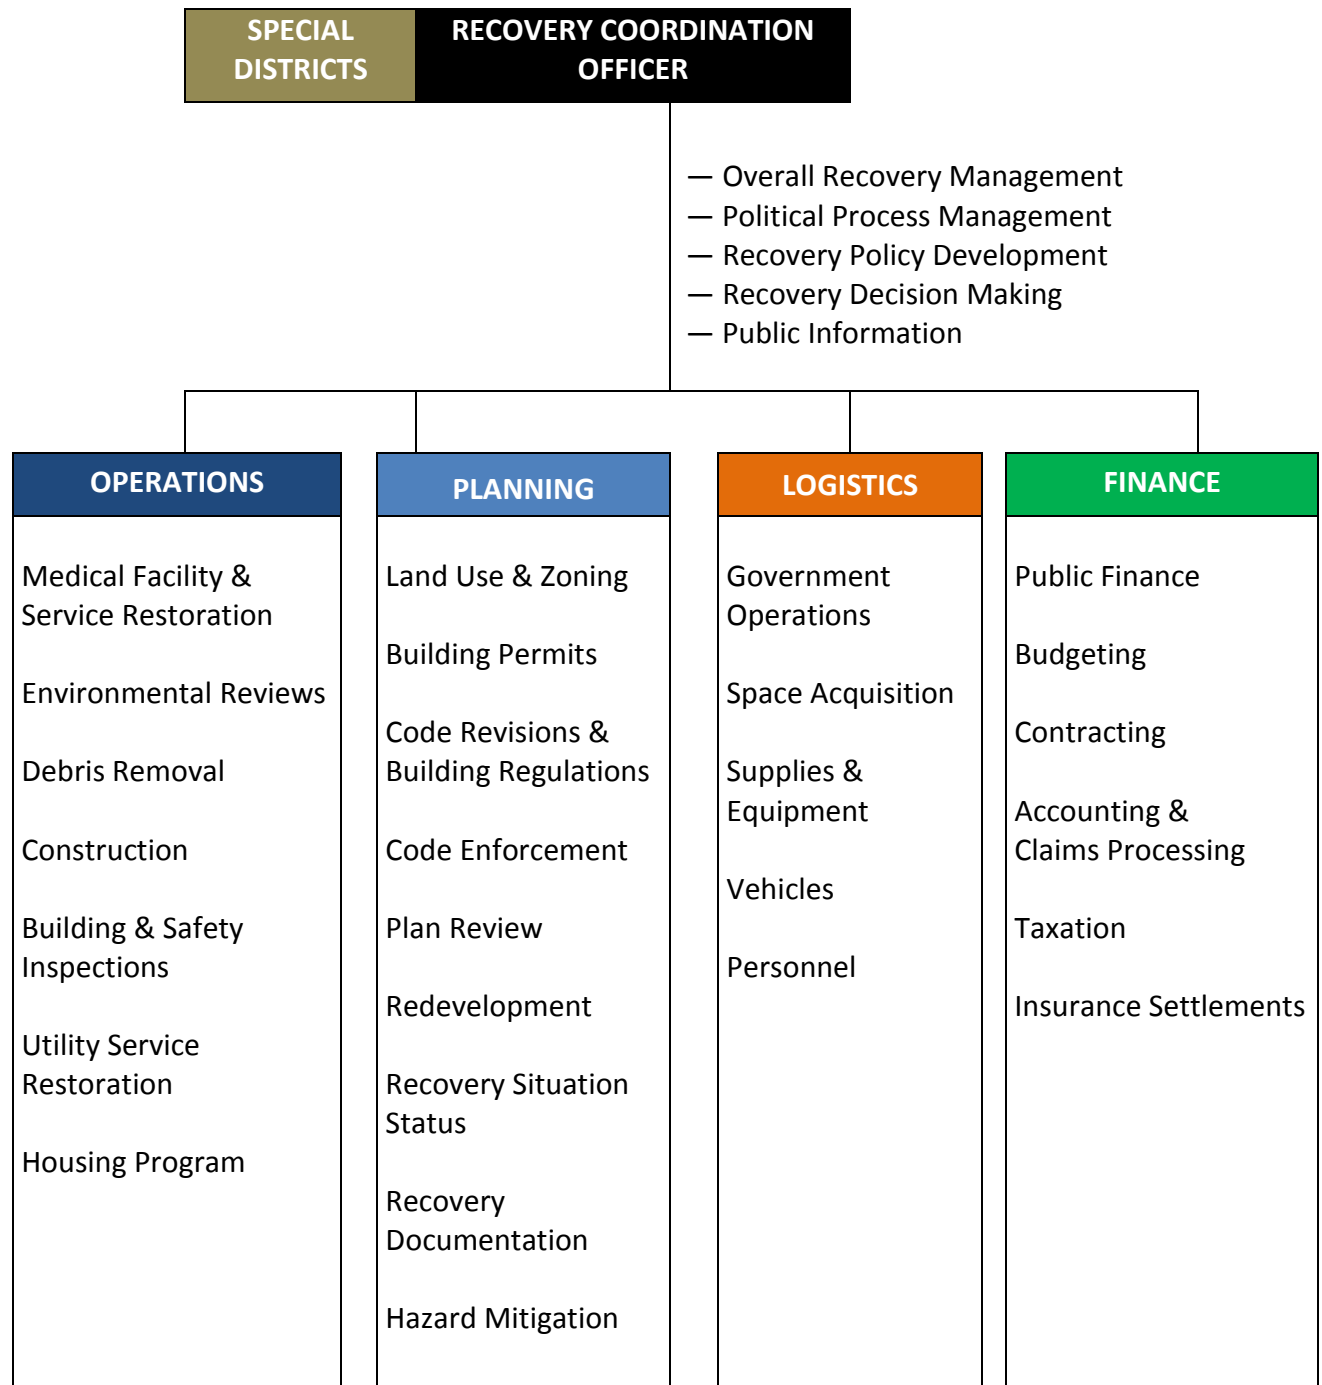 SPECIAL
DISTRICTS
RECOVERY COORDINATION
OFFICER
— Overall Recovery Management
— Political Process Management
— Recovery Policy Development
— Recovery Decision Making
— Public Information
OPERATIONS
Medical Facility &
Service Restoration
Environmental Reviews
Debris Removal
Construction
Building & Safety
Inspections
Utility Service
Restoration
Housing Program
PLANNING
Land Use & Zoning
Building Permits
Code Revisions &
Building Regulations
Code Enforcement
Plan Review
Redevelopment
Recovery Situation
Status
Recovery
Documentation
Hazard Mitigation
LOGISTICS
Government
Operations
Space Acquisition
Supplies &
Equipment
Vehicles
Personnel
FINANCE
Public Finance
Budgeting
Contracting
Accounting &
Claims Processing
Taxation
Insurance Settlements